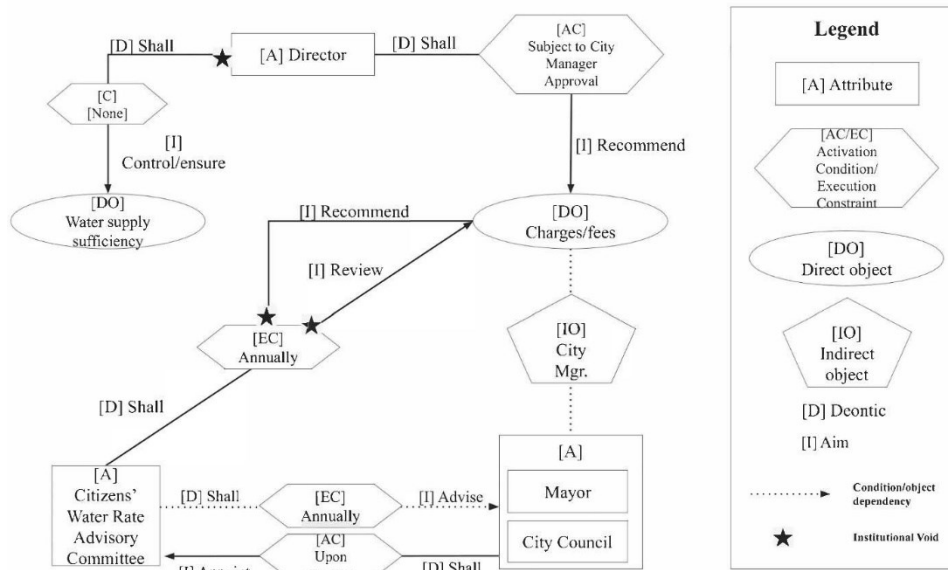 [D] Shall
[A] Director
[D] Shall
[AC]
Subject to City
Manager
Approval
[C]
[None]
[I]
Control/ensure
[I] Recommend
[DO]
Water supply
sufficiency
[I] Recommend
[DO]
Charges/fees
[I] Review
[EC]
Annually
[IO]
City
Mgr.
[D] Shall
[A]
Citizens’
Water Rate
Advisory
Committee
[D] Shall
[EC]
Annually
[I] Advise
[A]
Mayor
City Council
[AC]
Upon
[D] Shall
Legend
[A] Attribute
[AC/EC]
Activation
Condition/
Execution
Constraint
[DO]
Direct object
[IO]
Indirect
object
[D] Deontic
[I] Aim
Condition/object
dependency
Institutional Void